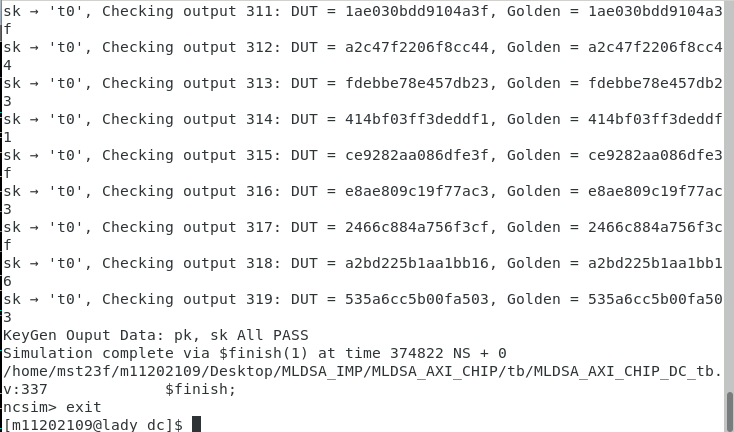 sk → 't0', Checking output 311: DUT = 1ae030bdd9104a3f, Golden = 1ae030bdd9104a3
f
sk → 't0', Checking output 312: DUT = a2c47f2206f8cc44, Golden = a2c47f2206f8cc4
4
sk → 't0', Checking output 313: DUT = fdebbe78e457db23, Golden = fdebbe78e457db2
3
sk → 't0', Checking output 314: DUT = 414bf03ff3deddf1, Golden = 414bf03ff3deddf
1
sk → 't0', Checking output 315: DUT = ce9282aa086dfe3f, Golden = ce9282aa086dfe3
f
sk → 't0', Checking output 316: DUT = e8ae809c19f77ac3, Golden = e8ae809c19f77ac
3
sk → 't0', Checking output 317: DUT = 2466c884a756f3cf, Golden = 2466c884a756f3c
f
sk → 't0', Checking output 318: DUT = a2bd225b1aa1bb16, Golden = a2bd225b1aa1bb1
6
sk → 't0', Checking output 319: DUT = 535a6cc5b00fa503, Golden = 535a6cc5b00fa50
3
KeyGen Ouput Data: pk, sk All PASS
Simulation complete via $finish(1) at time 374822 NS + 0
/home/mst23f/m11202109/Desktop/MLDSA_IMP/MLDSA_AXI_CHIP/tb/MLDSA_AXI_CHIP_DC_tb.
v:337            $finish;
ncsim> exit
[m11202109@lady dc]$